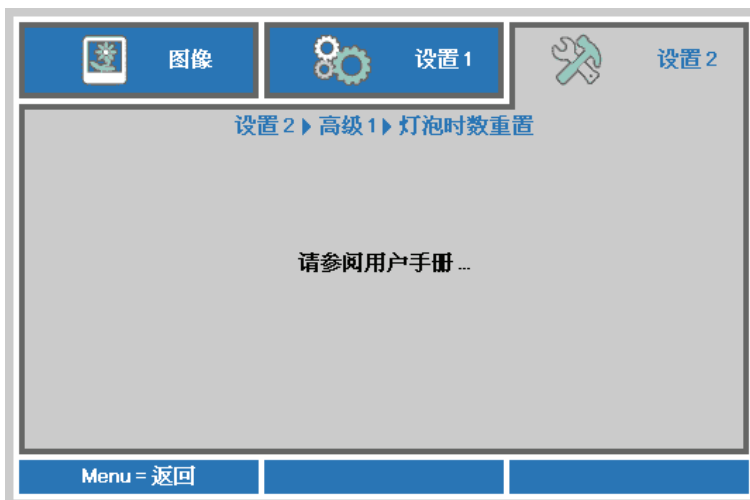 图像 设置 1 设置 2
设置 2 ▶ 高级 1 ▶ 灯泡时数重置
请参阅用户手册 ...
Menu = 返回